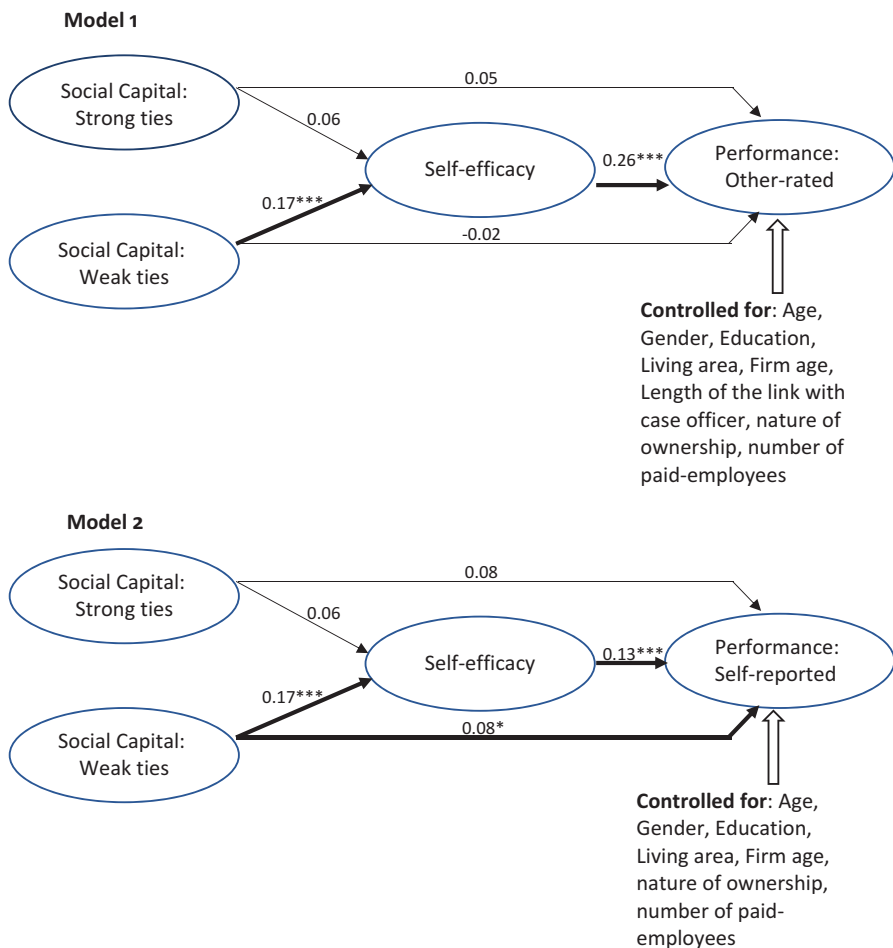 Model 1
Social Capital:
Strong ties
0.05
0.06
Self-efficacy
0.26***
Performance:
Other-rated
0.17***
Social Capital:
Weak ties
-0.02
Controlled for: Age,
Gender, Education,
Living area, Firm age,
Length of the link with
case officer, nature of
ownership, number of
paid-employees
Model 2
Social Capital:
Strong ties
0.08
0.06
Self-efficacy
0.13***
Performance:
Self-reported
0.17***
Social Capital:
Weak ties
0.08*
Controlled for: Age,
Gender, Education,
Living area, Firm age,
nature of ownership,
number of paid-
employees